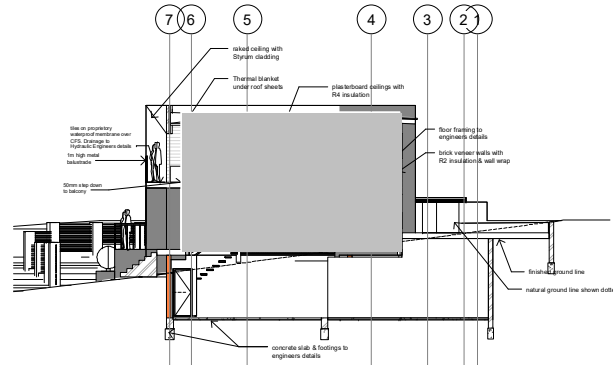 7 6 5 4 3 2 1
raked ceiling with
Styrum cladding
Thermal blanket
under roof sheets
plasterboard ceilings with
R4 insulation
tiles on proprietory
waterproof membrane over
CFS. Drainage to
Hydraulic Engineers details
1m high metal
balustrade
floor framing to
engineers details
brick veneer walls with
R2 insulation & wall wrap
50mm step down
to balcony
finished ground line
natural ground line shown dotte
concrete slab & footings to
engineers details